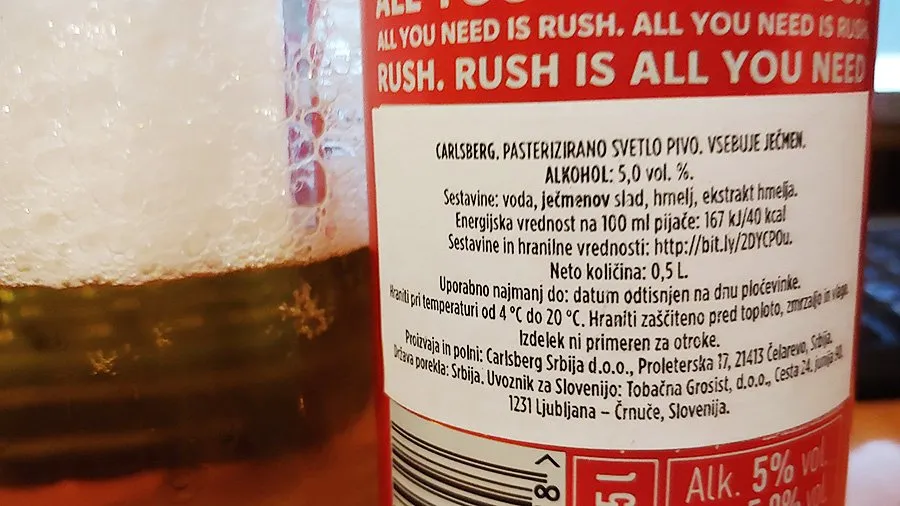 ALL YOU NEED IS RUSH. ALL YOU NEED IS RUSH.
RUSH. RUSH IS ALL YOU NEED
CARLSBERG. PASTERIZIRANO SVETLO PIVO. VSEBUJE JEČMEN.
ALKOHOL: 5,0 vol. %.
Sestavine: voda, ječmenov slad, hmelj, ekstrakt hmelja.
Energijska vrednost na 100 ml pijače: 167 kJ/40 kcal
Sestavine in hranilne vrednosti: http://bit.ly/2DYCP0u.
Neto količina: 0,5 L.
Uporabno najmanj do: datum odtisnjen na dnu pločevinke.
Hraniti pri temperaturi od 4 °C do 20 °C. Hraniti zaščiteno pred toploto, zmrzaljo in vlago.
Izdelek ni primeren za otroke.
Proizvaja in polni: Carlsberg Srbija d.o.o., Proleterska 17, 21413 Čelarevo, Srbija.
Država porekla: Srbija. Uvoznik za Slovenijo: Tobačna Grosist, d.o.o., Cesta 24. junija 90,
1231 Ljubljana – Črnuče, Slovenija.
8 >
5 l
Alk. 5% vol.